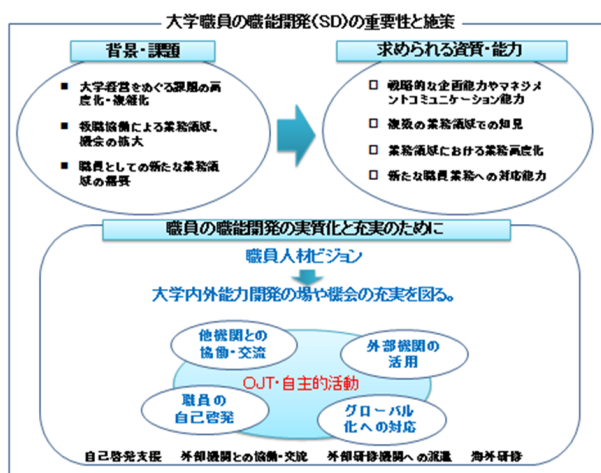 大学職員の職能開発(SD)の重要性と施策
背景・課題
■ 大学経営をめぐる課題の高
度化・複雑化
■ 教職協働による業務領域、
機会の拡大
■ 職員としての新たな業務領
域の需要
求められる資質・能力
□ 戦略的な企画能力やマネジメ
ントコミュニケーション能力
□ 複数の業務領域での知見
□ 業務領域における業務高度化
□ 新たな職員業務への対応能力
職員の職能開発の実質化と充実のために
職員人材ビジョン
大学内外能力開発の場や機会の充実を図る。
他機関との
協働・交流
外部機関の
活用
OJT・自主的活動
職員の
自己啓発
グローバル
化への対応
自己啓発支援 外部機関との協働・交流 外部研修機関への派遣 海外研修